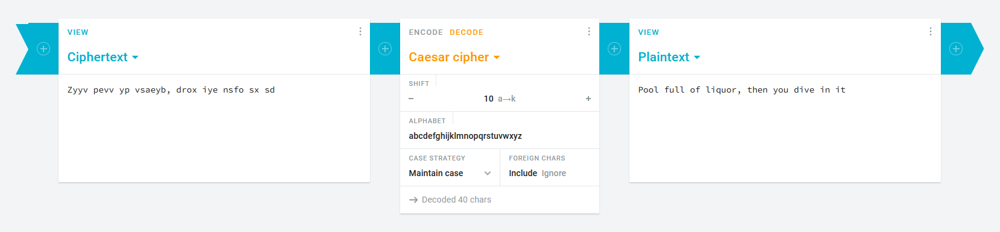 VIEW
Ciphertext
Zyyv pevv yp vsaeyb, drox iye nsfo sx sd
ENCODE DECODE
Caesar cipher
SHIFT
− 10 a→k +
ALPHABET
abcdefghijklmnopqrstuvwxyz
CASE STRATEGY
Maintain case
FOREIGN CHARS
Include Ignore
→ Decoded 40 chars
VIEW
Plaintext
Pool full of liquor, then you dive in it